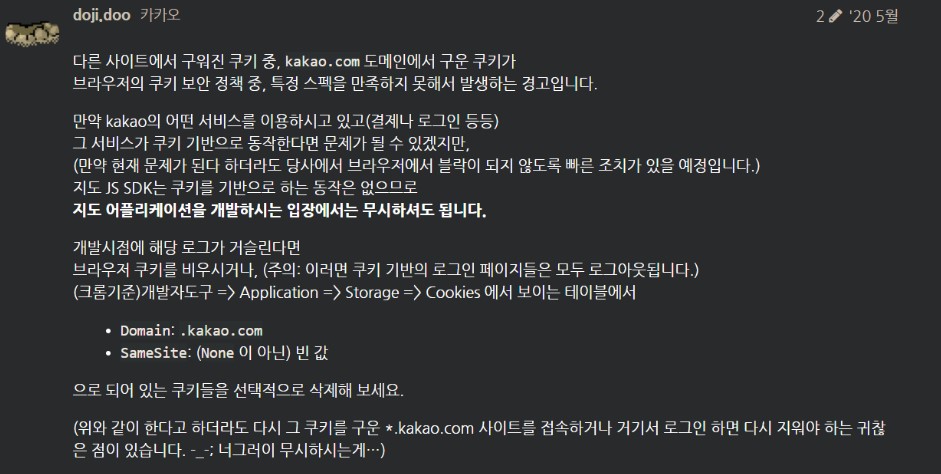 doji.doo 카카오
2 '20 5월
다른 사이트에서 구워진 쿠키 중, kakao.com 도메인에서 구운 쿠키가
브라우저의 쿠키 보안 정책 중, 특정 스펙을 만족하지 못해서 발생하는 경고입니다.
만약 kakao의 어떤 서비스를 이용하시고 있고(결제나 로그인 등등)
그 서비스가 쿠키 기반으로 동작한다면 문제가 될 수 있겠지만,
(만약 현재 문제가 된다 하더라도 당사에서 브라우저에서 블락이 되지 않도록 빠른 조치가 있을 예정입니다.)
지도 JS SDK는 쿠키를 기반으로 하는 동작은 없으므로
지도 어플리케이션을 개발하시는 입장에서는 무시하셔도 됩니다.
개발시점에 해당 로그가 거슬린다면
브라우저 쿠키를 비우시거나, (주의: 이러면 쿠키 기반의 로그인 페이지들은 모두 로그아웃됩니다.)
(크롬기준)개발자도구 => Application => Storage => Cookies 에서 보이는 테이블에서
• Domain: .kakao.com
• SameSite: (None 이 아닌) 빈 값
으로 되어 있는 쿠키들을 선택적으로 삭제해 보세요.
(위와 같이 한다고 하더라도 다시 그 쿠키를 구운 *.kakao.com 사이트를 접속하거나 거기서 로그인 하면 다시 지워야 하는 귀찮
은 점이 있습니다. -_-; 너그러이 무시하시는게…)